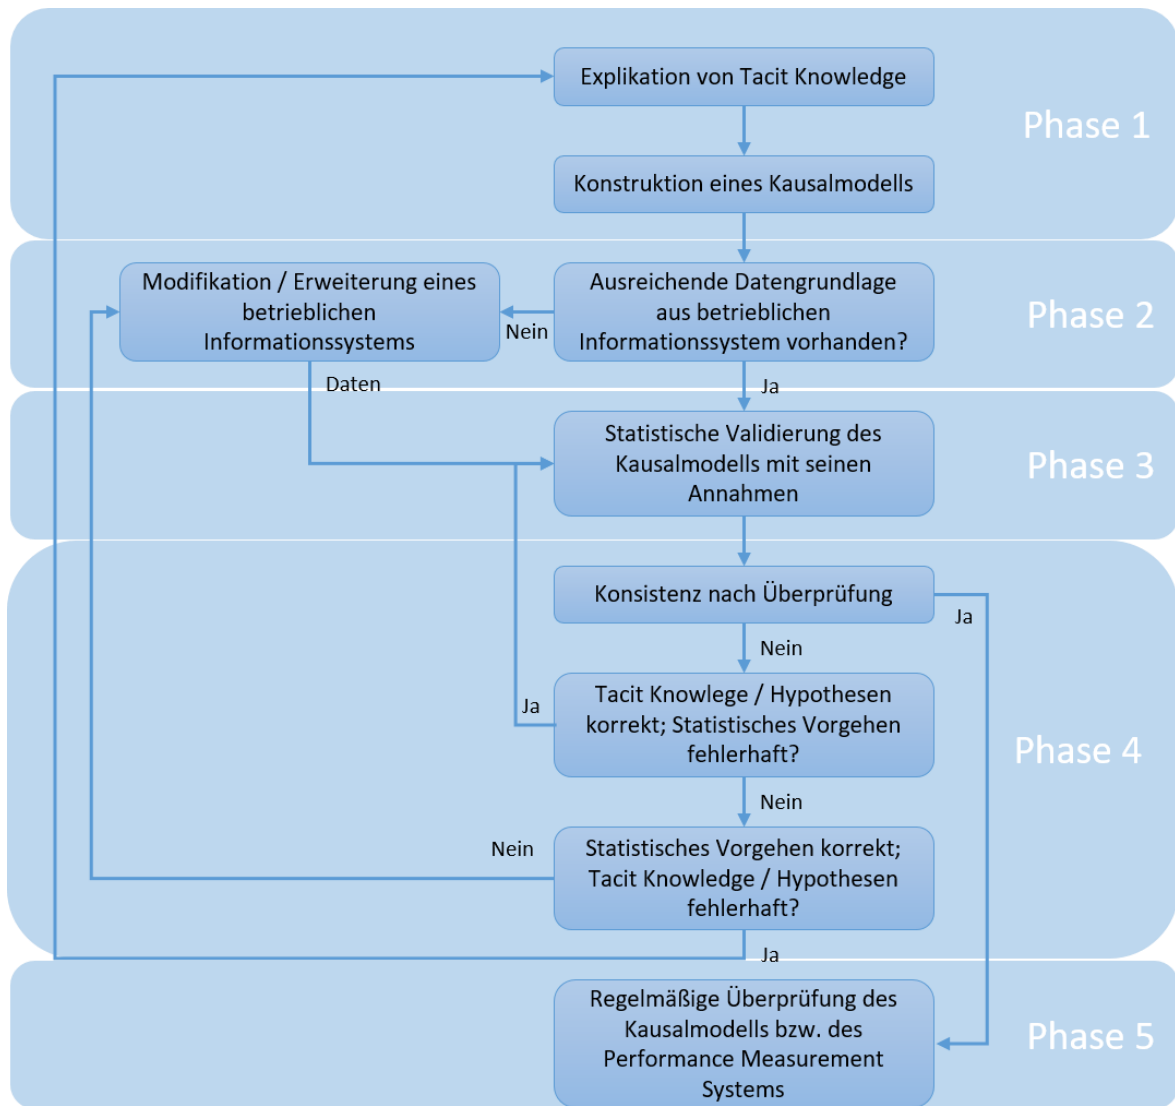 Explikation von Tacit Knowledge
Phase 1
Konstruktion eines Kausalmodells
Modifikation / Erweiterung eines
betrieblichen
Informationssystems
Nein
Ausreichende Datengrundlage
aus betrieblichen
Informationssystem vorhanden?
Phase 2
Daten
Ja
Statistische Validierung des
Kausalmodells mit seinen
Annahmen
Phase 3
Konsistenz nach Überprüfung
Ja
Nein
Ja
Tacit Knowlege / Hypothesen
korrekt; Statistisches Vorgehen
fehlerhaft?
Phase 4
Nein
Nein
Statistisches Vorgehen korrekt;
Tacit Knowledge / Hypothesen
fehlerhaft?
Ja
Regelmäßige Überprüfung des
Kausalmodells bzw. des
Performance Measurement
Systems
Phase 5